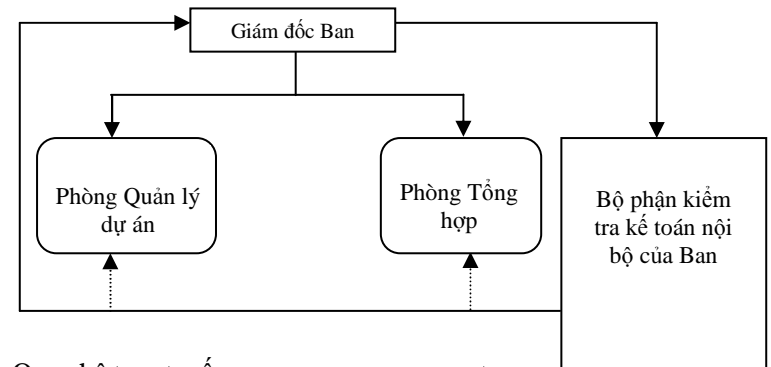 Giám đốc Ban
Phòng Quản lý
dự án
Phòng Tổng
hợp
Bộ phận kiểm
tra kế toán nội
bộ của Ban